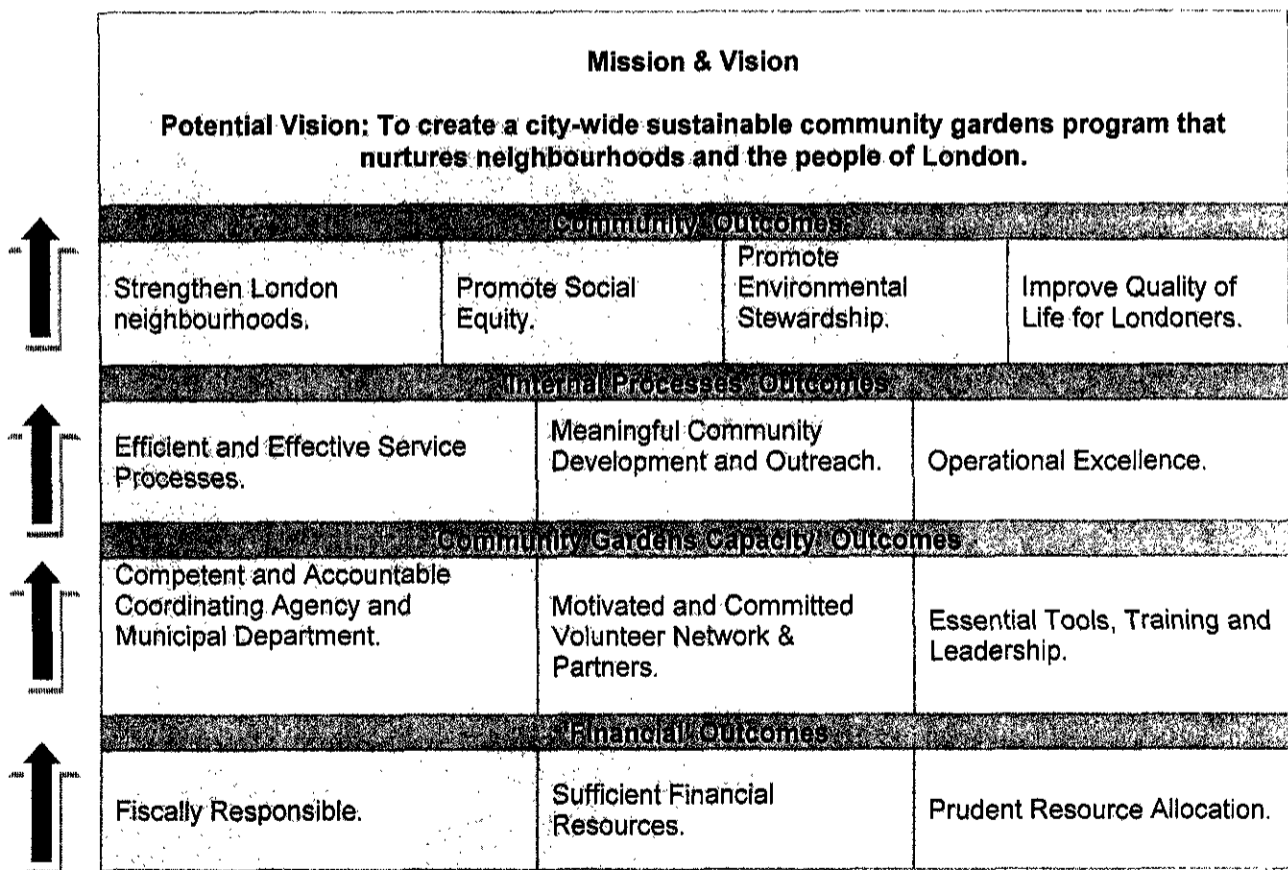 Mission & Vision
Potential Vision: To create a city-wide sustainable community gardens program that
nurtures neighbourhoods and the people of London.
'Community' Outcomes
Strengthen London
neighbourhoods.
Promote Social
Equity.
Promote
Environmental
Stewardship.
Improve Quality of
Life for Londoners.
'Internal Processes' Outcomes
Efficient and Effective Service
Processes.
Meaningful Community
Development and Outreach.
Operational Excellence.
'Community Gardens Capacity' Outcomes
Competent and Accountable
Coordinating Agency and
Municipal Department.
Motivated and Committed
Volunteer Network &
Partners.
Essential Tools, Training and
Leadership.
"Financial" Outcomes
Fiscally Responsible.
Sufficient Financial
Resources.
Prudent Resource Allocation.